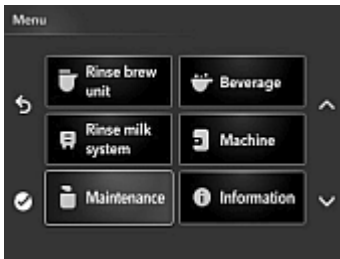 Menu
Rinse brew
unit
Beverage
Rinse milk
system
Machine
Maintenance
Information